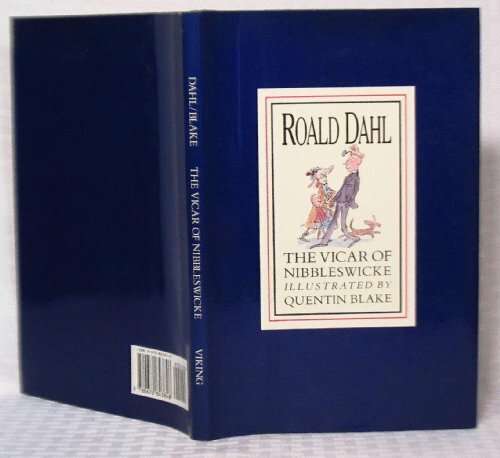 ROALD DAHL
THE VICAR OF
NIBBLESWICKE
ILLUSTRATED BY
QUENTIN BLAKE
DAHL/BLAKE THE VICAR OF NIBBLESWICKE VIKING